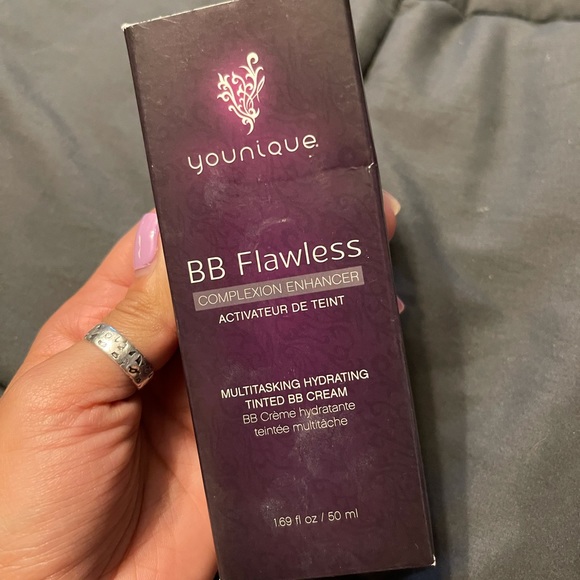 younique
BB Flawless
COMPLEXION ENHANCER
ACTIVATEUR DE TEINT
MULTITASKING HYDRATING
TINTED BB CREAM
BB Crème hydratante
teintée multitâche
1.69 fl oz / 50 ml